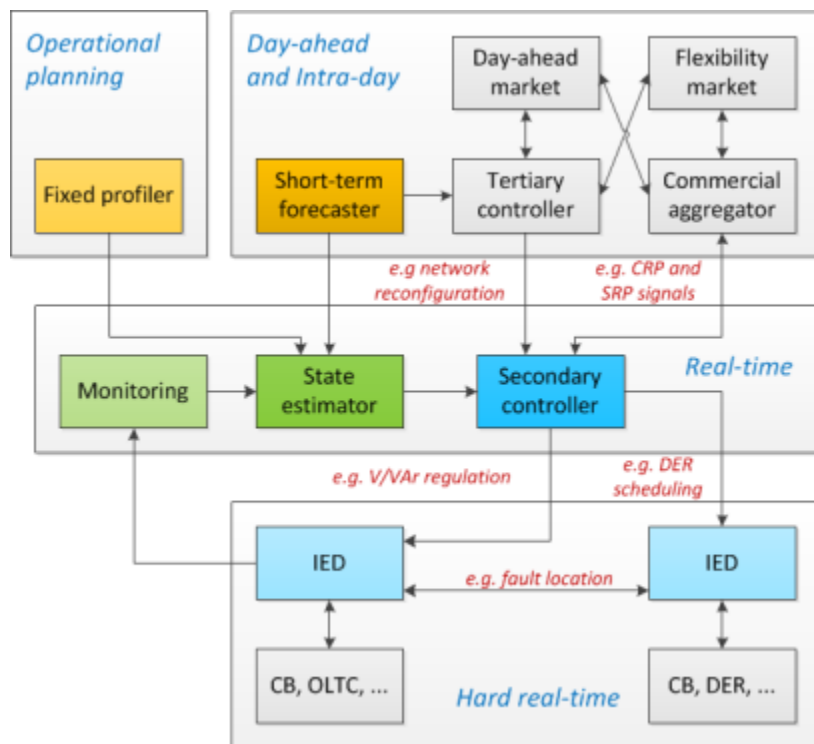 Operational
planning
Day-ahead
and Intra-day
Day-ahead
market
Flexibility
market
Fixed profiler
Short-term
forecaster
Tertiary
controller
Commercial
aggregator
e.g network
reconfiguration
e.g. CRP and
SRP signals
Monitoring
State
estimator
Secondary
controller
Real-time
e.g. V/VAr regulation
e.g. DER
scheduling
IED
e.g. fault location
IED
CB, OLTC, ...
Hard real-time
CB, DER, ...